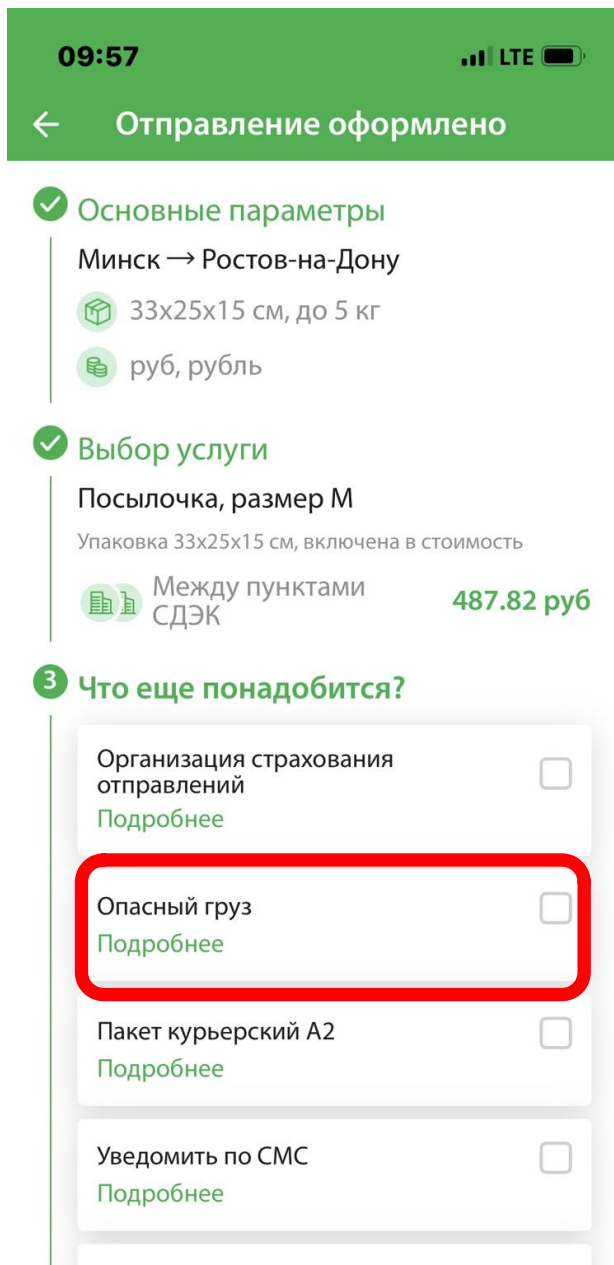 09:57
LTE
Отправление оформлено
Основные параметры
Минск → Ростов-на-Дону
33x25x15 см, до 5 кг
руб, рубль
Выбор услуги
Посылочка, размер М
Упаковка 33x25x15 см, включена в стоимость
Между пунктами
СДЭК
487.82 руб
3
Что еще понадобится?
Организация страхования
отправлений
Подробнее
Опасный груз
Подробнее
Пакет курьерский А2
Подробнее
Уведомить по СМС
Подробнее